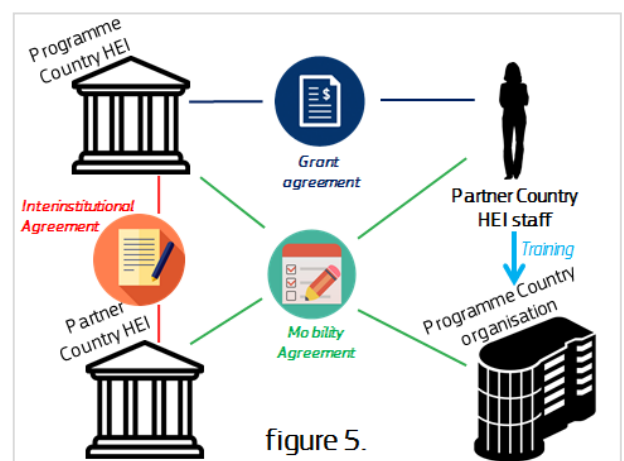 Programme
Country HEI
Grant
agreement
Partner Country
HEI staff
Interinstitutional
Agreement
Training
Partner
Country HEI
Mobility
Agreement
Programme Country
organisation
figure 5.